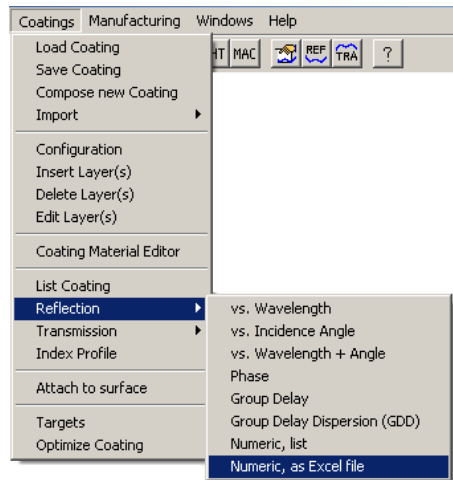 Coatings Manufacturing Windows Help
HT MAC REF TRA ?
Load Coating
Save Coating
Compose new Coating
Import
Configuration
Insert Layer(s)
Delete Layer(s)
Edit Layer(s)
Coating Material Editor
List Coating
Reflection
Transmission
Index Profile
Attach to surface
Targets
Optimize Coating
vs. Wavelength
vs. Incidence Angle
vs. Wavelength + Angle
Phase
Group Delay
Group Delay Dispersion (GDD)
Numeric, list
Numeric, as Excel file